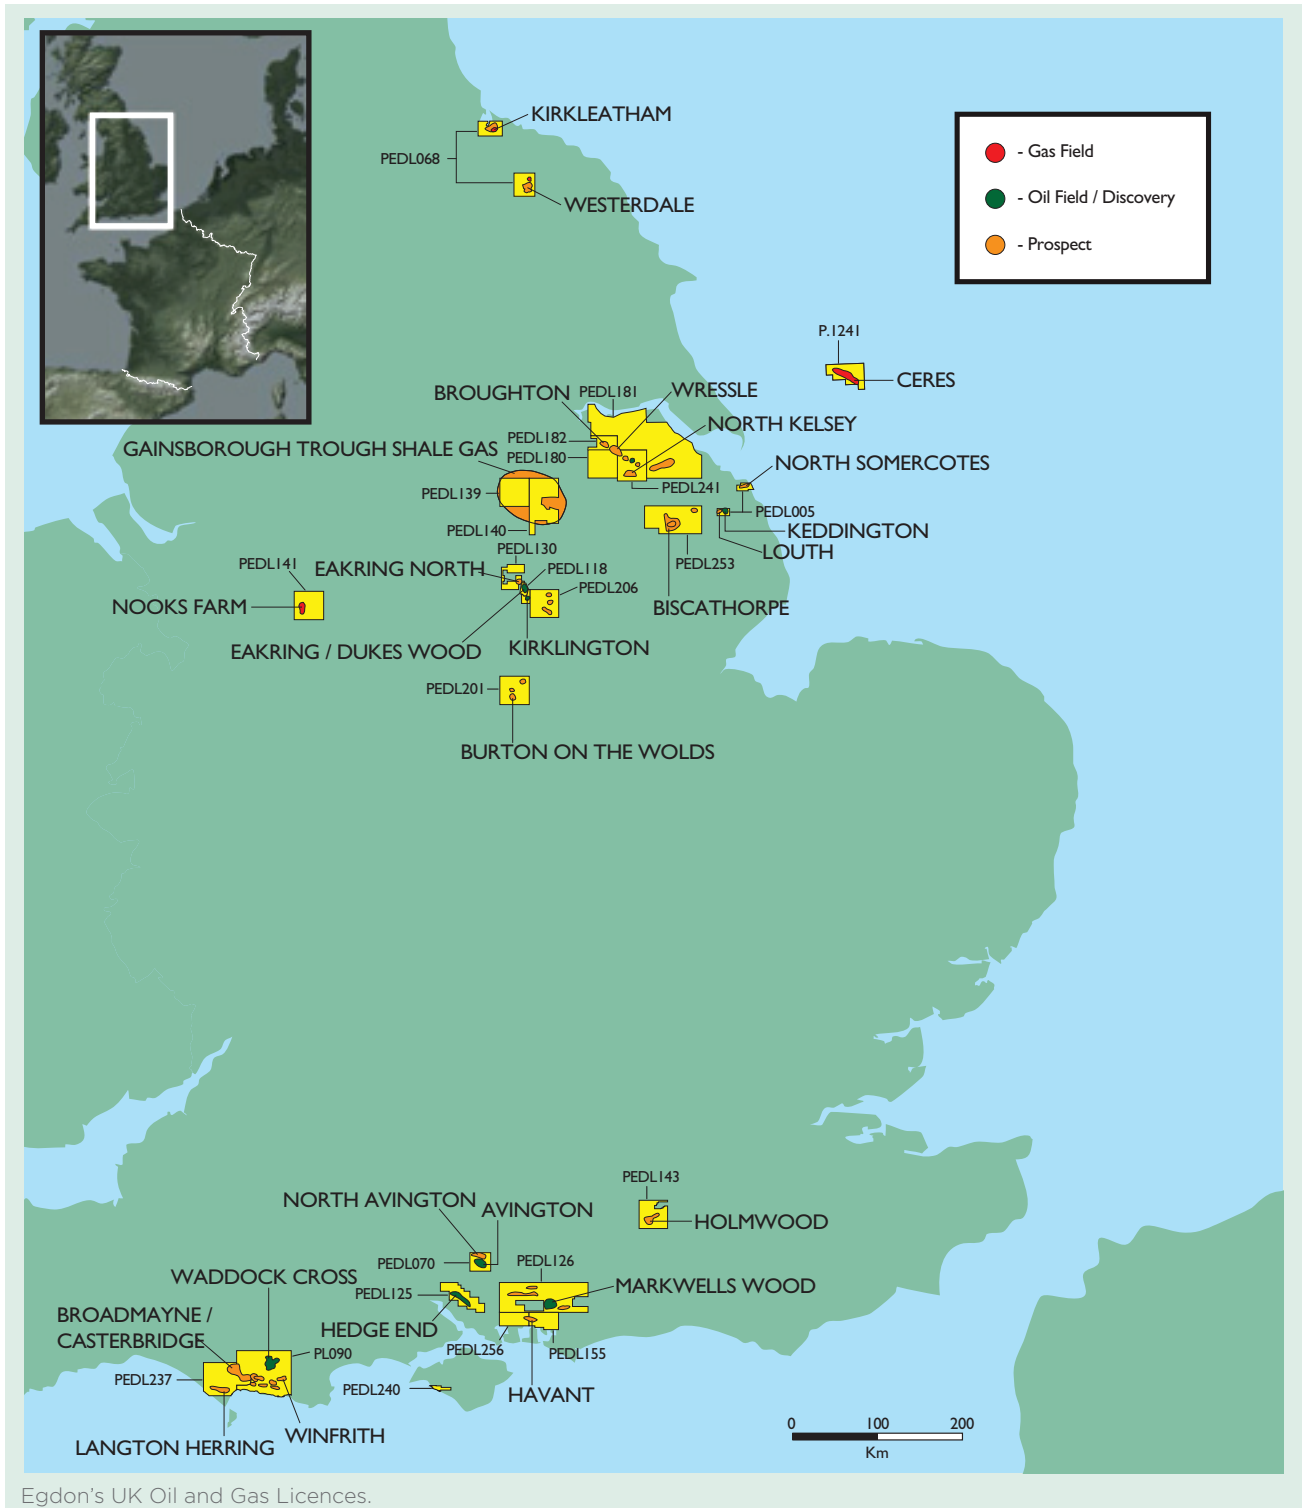 KIRKLEATHAM
PEDL068
WESTERDALE
- Gas Field
- Oil Field / Discovery
- Prospect
P.1241
CERES
BROUGHTON
PEDL181
WRESSLE
NORTH KELSEY
PEDL182
GAINSBOROUGH TROUGH SHALE GAS
PEDL180
NORTH SOMERCOTES
PEDL139
PEDL241
PEDL005
PEDL140
KEDDINGTON
LOUTH
PEDL130
PEDL253
PEDL141
EAKRING NORTH
PEDL118
PEDL206
NOOKS FARM
BISCATHORPE
EAKRING / DUKES WOOD
KIRKLINGTON
PEDL201
BURTON ON THE WOLDS
PEDL143
NORTH AVINGTON
AVINGTON
HOLMWOOD
PEDL070
PEDL126
WADDOCK CROSS
MARKWELLS WOOD
PEDL125
BROADMAYNE /
CASTERBRIDGE
HEDGE END
PL090
PEDL256
PEDL155
PEDL237
PEDL240
HAVANT
WINFRITH
LANGTON HERRING
0 100 200
Km
Egdon's UK Oil and Gas Licences.